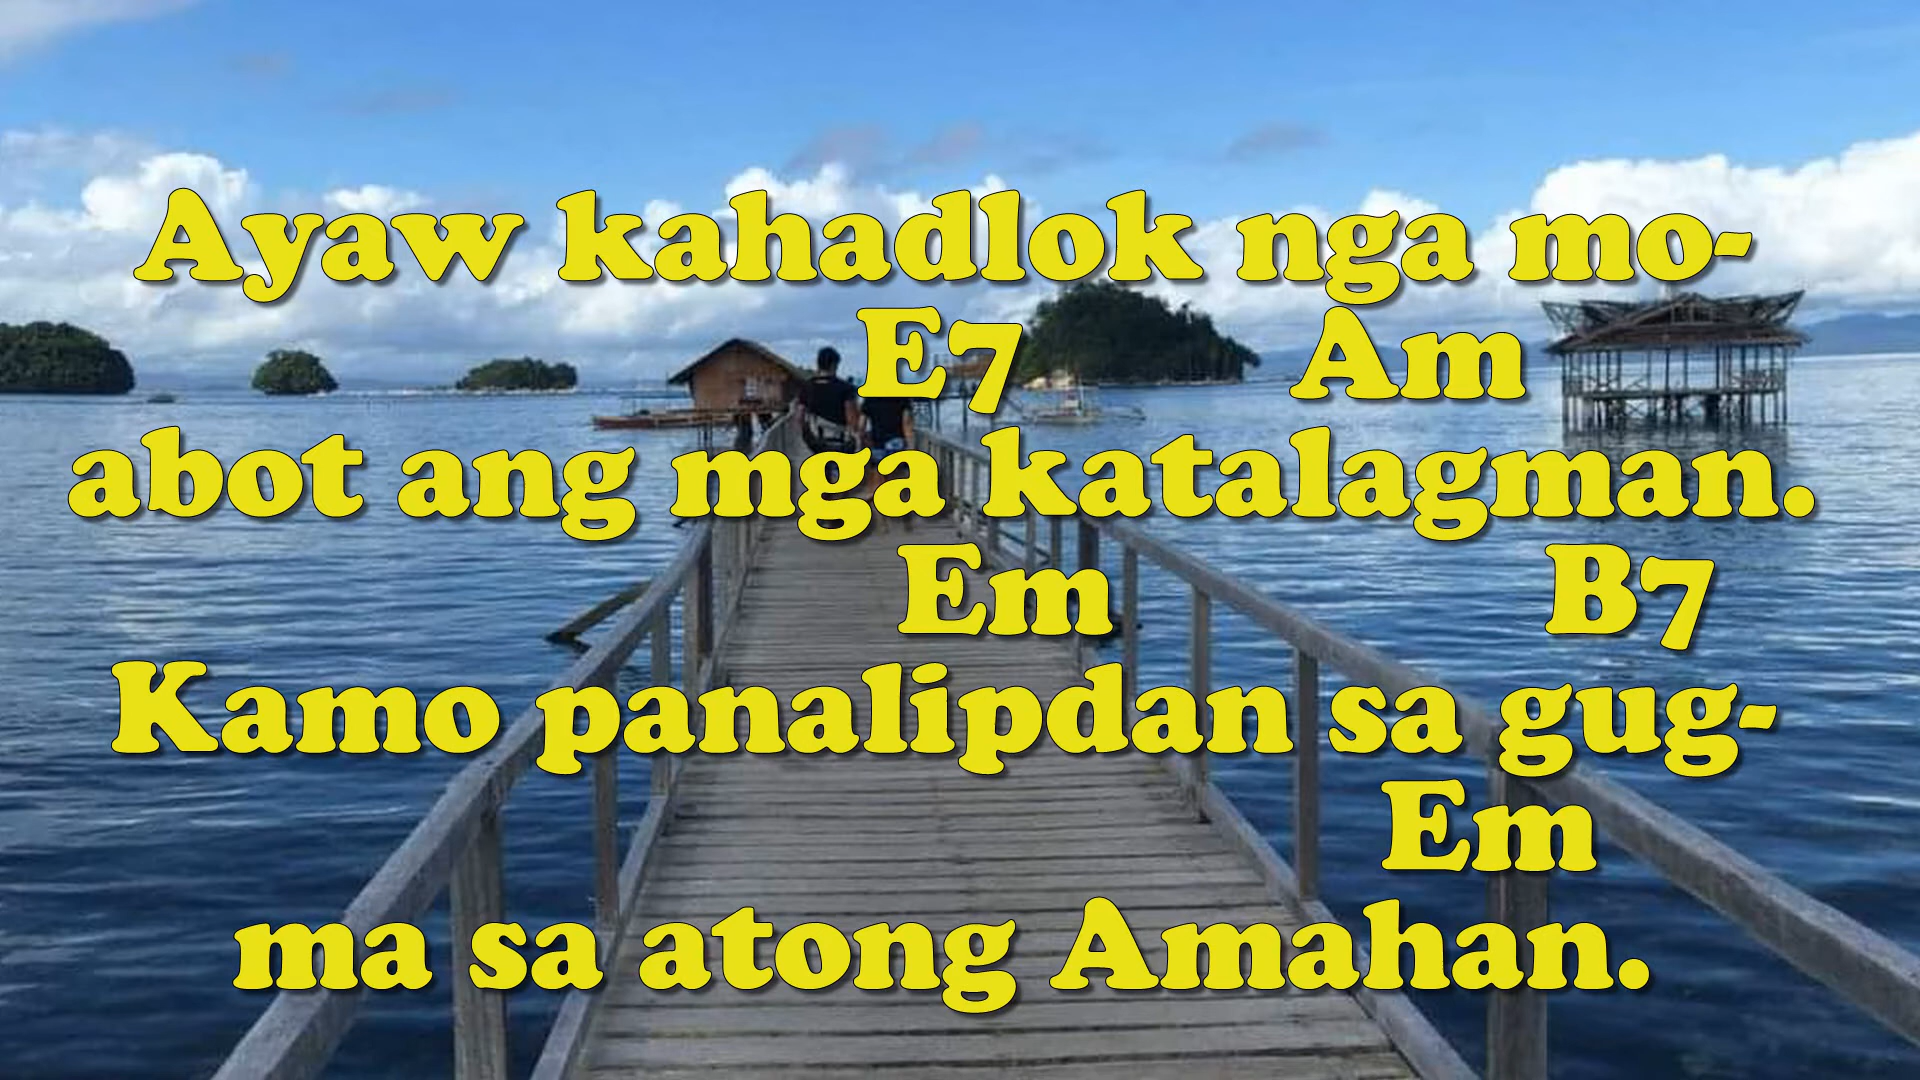 Ayaw kahadlok nga mo-
E7 Am
abot ang mga katalagman.
Em B7
Kamo panalipdan sa gug-
Em
ma sa atong Amahan.